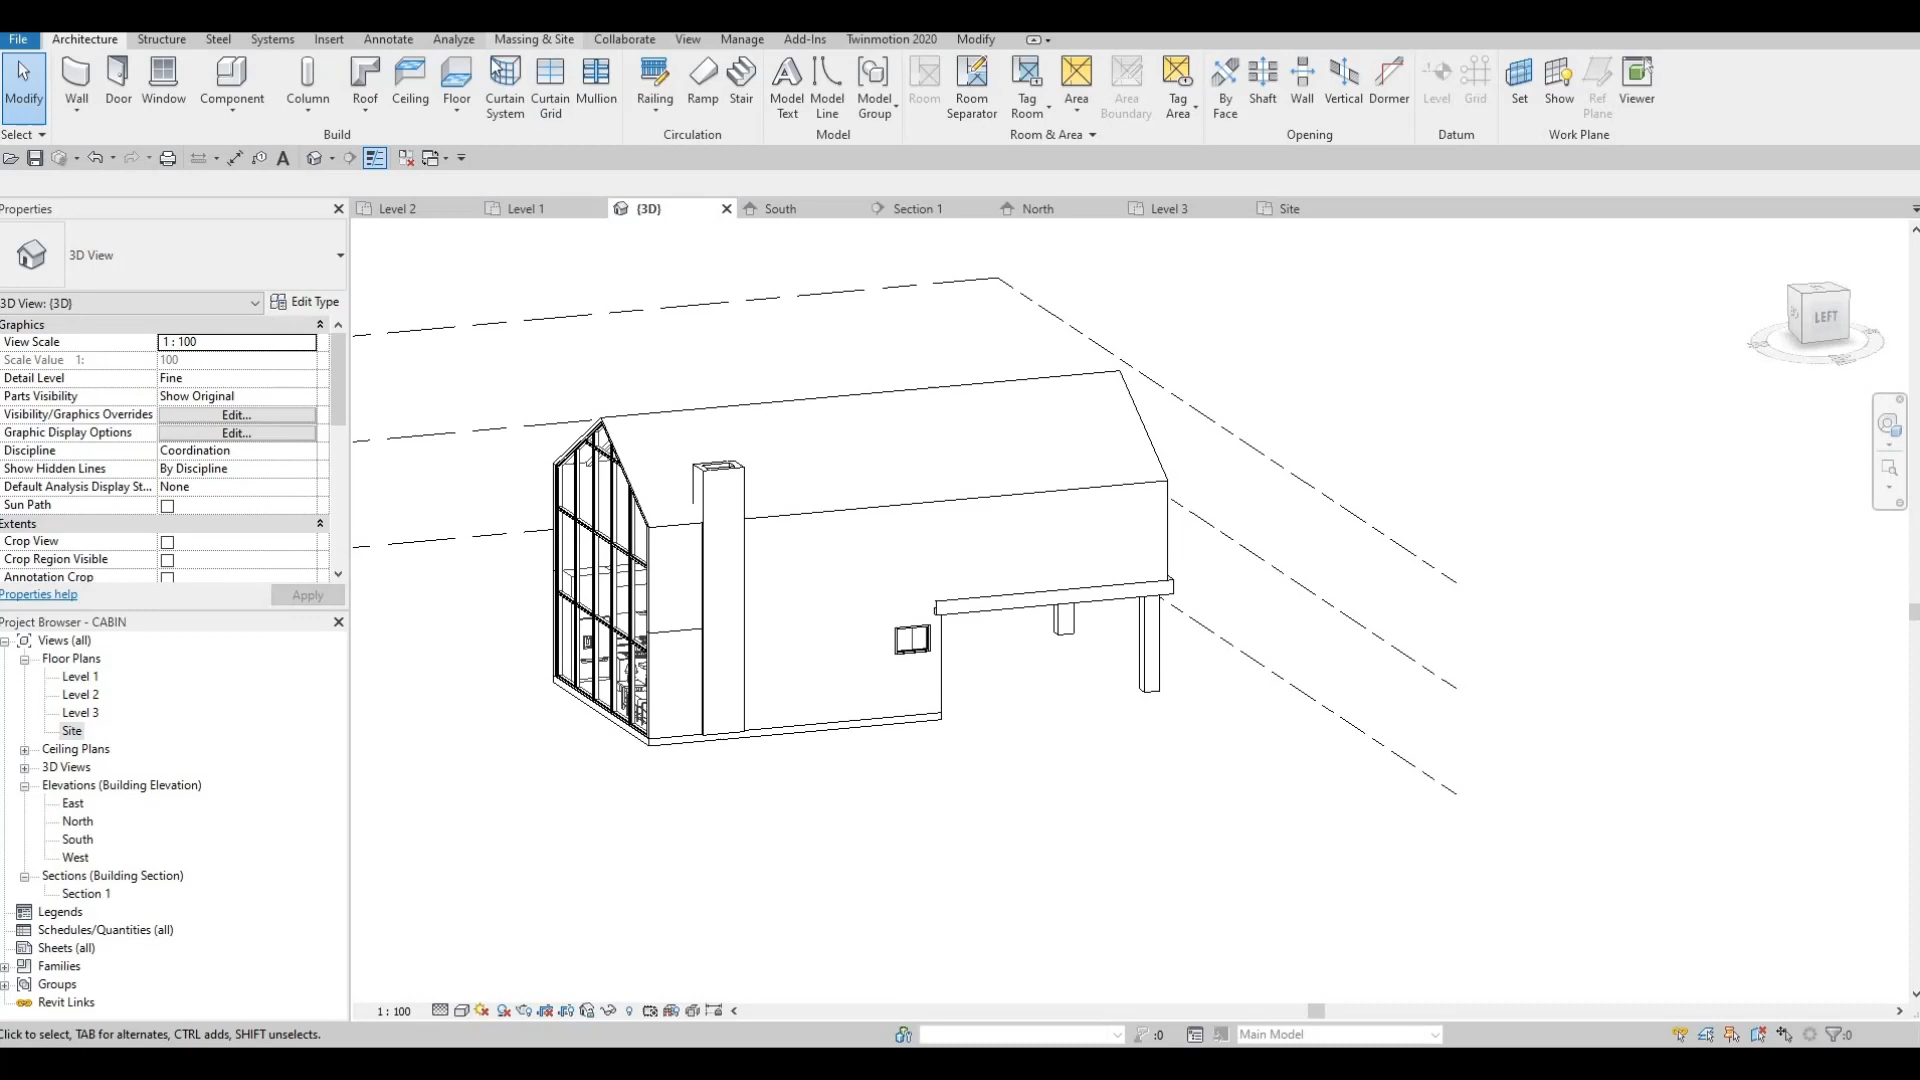 File Architecture Structure Steel Systems Insert Annotate Analyze Massing & Site Collaborate View Manage Add-Ins Twinmotion 2020 Modify
Modify Wall Door Window Component Column Roof Ceiling Floor Curtain System Curtain Grid Mullion Railing Ramp Stair Model Text Model Line Model Group Room Room Separator Tag Room Area Area Boundary Tag Area By Face Shaft Wall Vertical Dormer Level Grid Set Show Ref Plane Viewer
Select Build Circulation Model Room & Area Opening Datum Work Plane
Properties
Level 2 Level 1 {3D} South Section 1 North Level 3 Site
3D View
3D View: {3D} Edit Type
Graphics
View Scale 1 : 100
Scale Value 1: 100
Detail Level Fine
Parts Visibility Show Original
Visibility/Graphics Overrides Edit...
Graphic Display Options Edit...
Discipline Coordination
Show Hidden Lines By Discipline
Default Analysis Display St... None
Sun Path
Extents
Crop View
Crop Region Visible
Annotation Crop
Properties help Apply
Project Browser - CABIN
Views (all)
Floor Plans
Level 1
Level 2
Level 3
Site
Ceiling Plans
3D Views
Elevations (Building Elevation)
East
North
South
West
Sections (Building Section)
Section 1
Legends
Schedules/Quantities (all)
Sheets (all)
Families
Groups
Revit Links
LEFT
1 : 100
Click to select, TAB for alternates, CTRL adds, SHIFT unselects.
:0
Main Model
:0